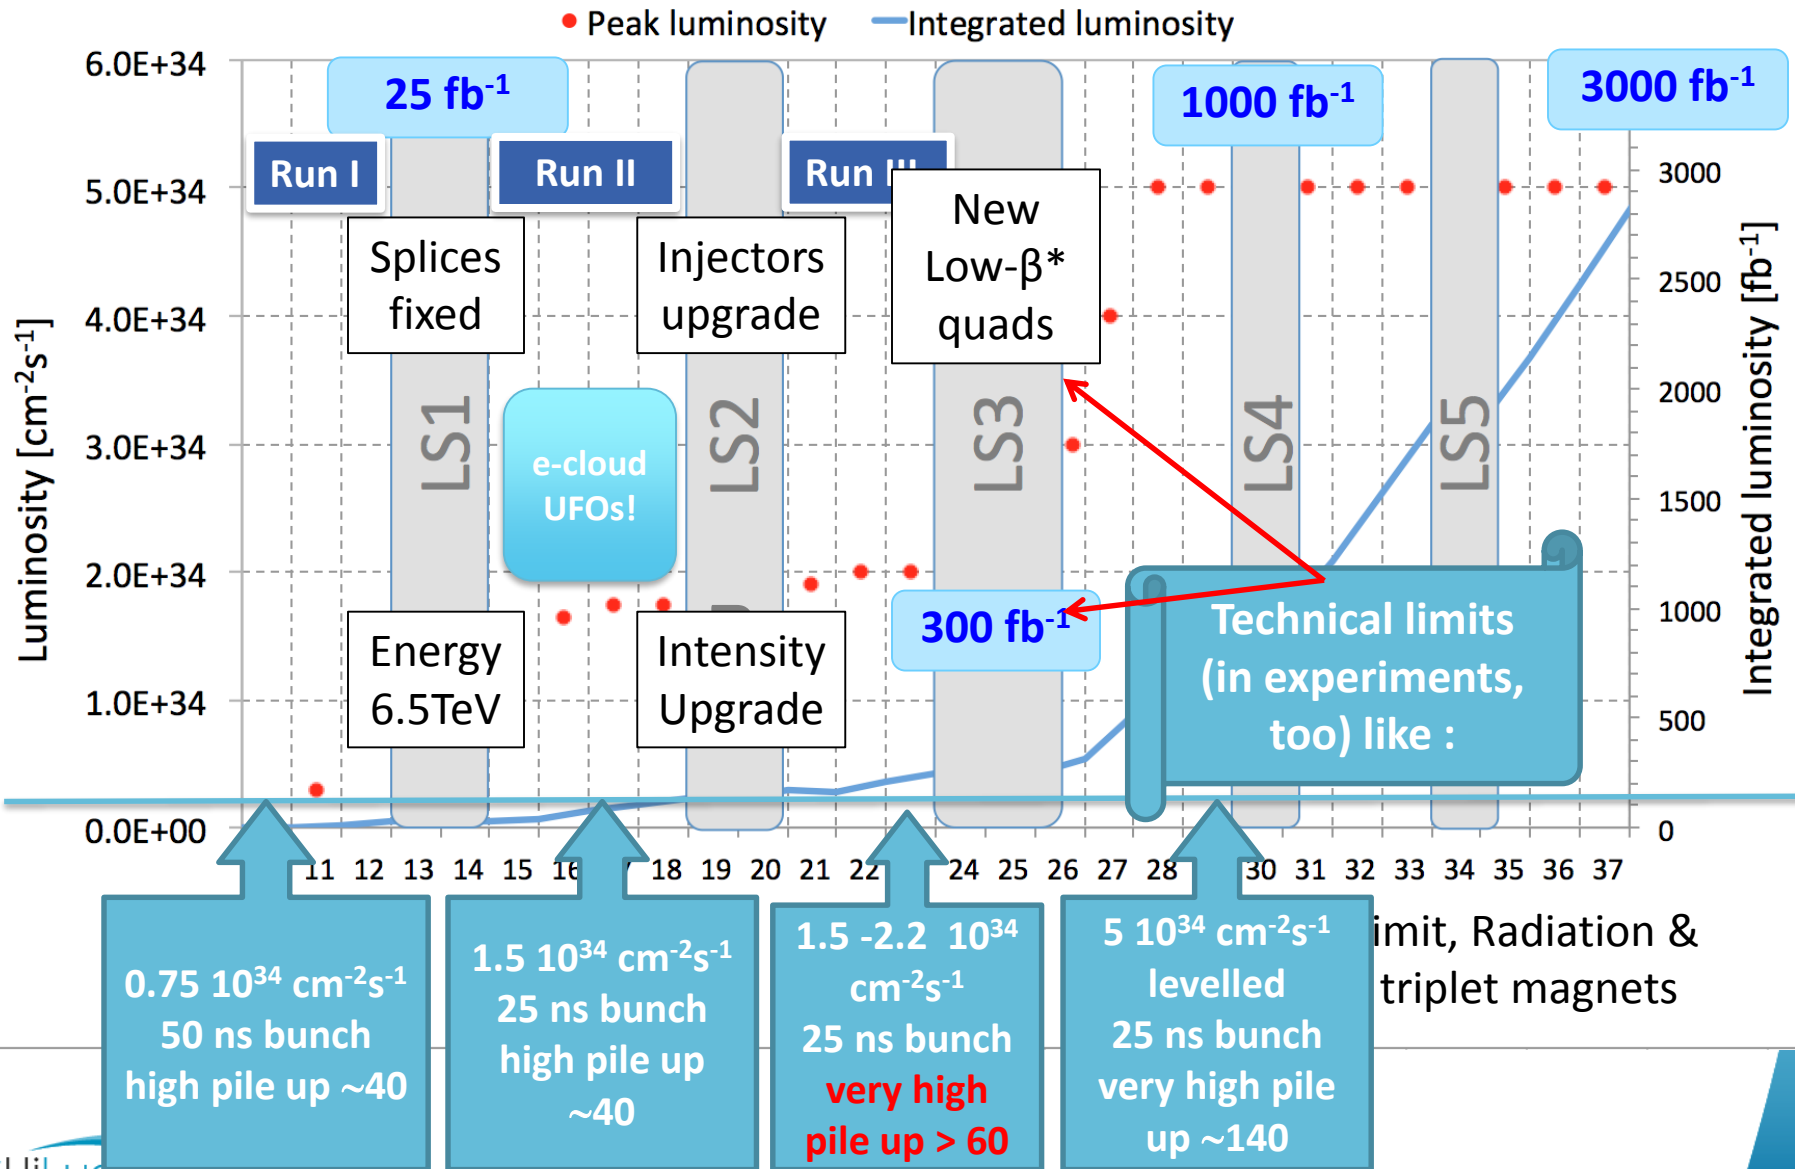 Peak luminosity
Integrated luminosity
6.0E+34
5.0E+34
4.0E+34
3.0E+34
2.0E+34
1.0E+34
0.0E+00
Luminosity [cm⁻²s⁻¹]
25 fb⁻¹
1000 fb⁻¹
3000 fb⁻¹
Run I
Run II
Run III
Splices
fixed
Injectors
upgrade
New
Low-β*
quads
LS1
LS2
LS3
LS4
LS5
e-cloud
UFOs!
Energy
6.5TeV
Intensity
Upgrade
300 fb⁻¹
Technical limits
(in experiments,
too) like :
3000
2500
2000
1500
1000
500
0
Integrated luminosity [fb⁻¹]
11 12 13 14 15 16 18 19 20 21 22 24 25 26 27 28 30 31 32 33 34 35 36 37
0.75 10³⁴ cm⁻²s⁻¹
50 ns bunch
high pile up ~40
1.5 10³⁴ cm⁻²s⁻¹
25 ns bunch
high pile up
~40
1.5 -2.2 10³⁴
cm⁻²s⁻¹
25 ns bunch
very high
pile up > 60
5 10³⁴ cm⁻²s⁻¹
levelled
25 ns bunch
very high pile
up ~140
imit, Radiation &
triplet magnets